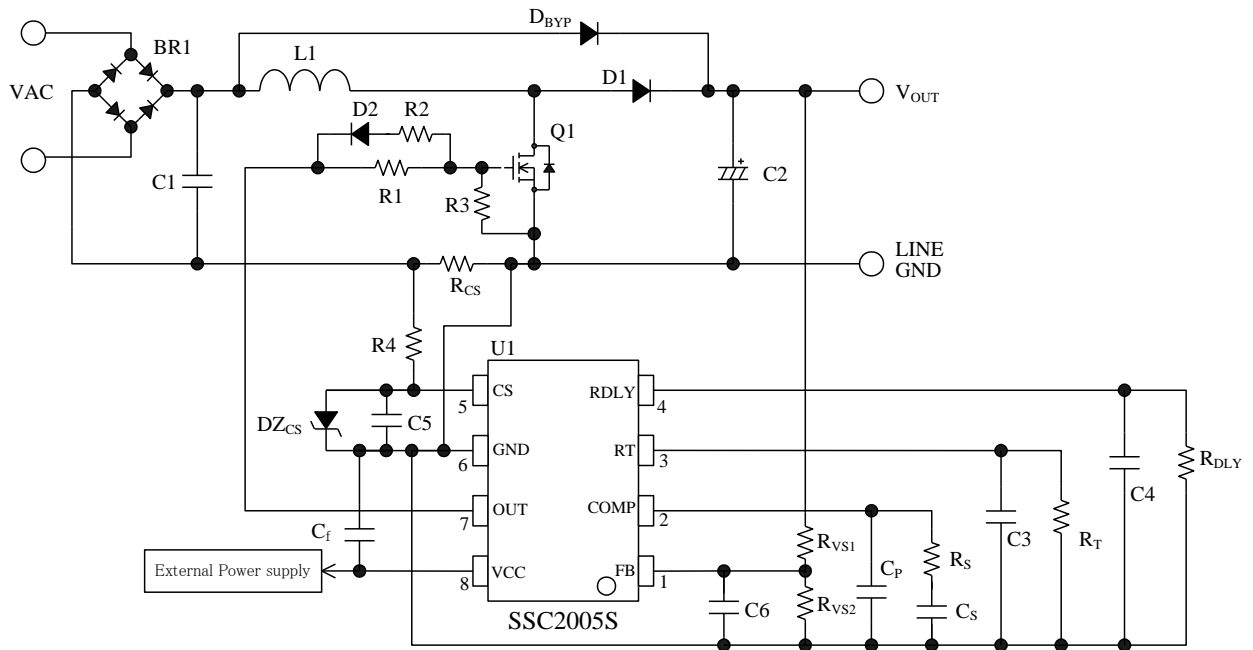 D_BYP
BR1
L1
D1
VAC
V_OUT
D2
R2
Q1
C1
R1
R3
C2
+
LINE
GND
R_CS
R4
U1
CS
RDLY
5
4
DZ_CS
C5
GND
RT
6
3
R_DLY
C4
OUT
COMP
7
2
C_f
C3
R_T
R_VS1
R_S
External Power supply
VCC
FB
8
1
C_P
C6
R_VS2
C_S
SSC2005S